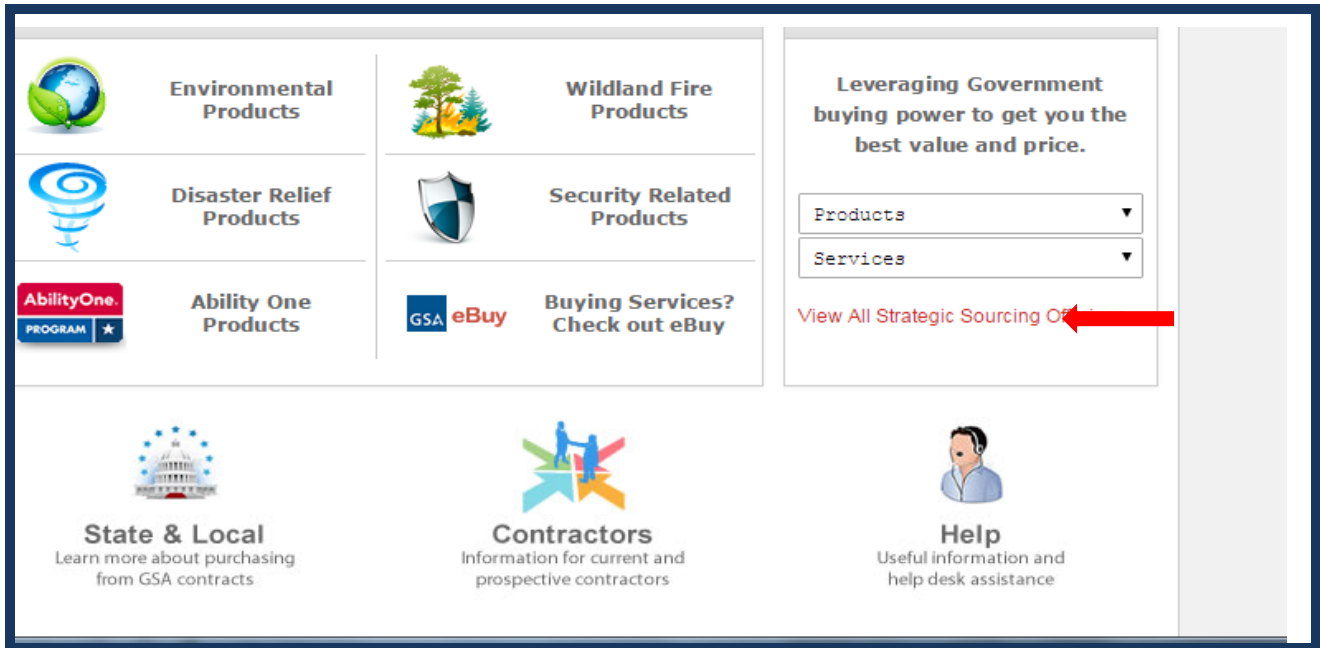 Environmental
Products
Wildland Fire
Products
Disaster Relief
Products
Security Related
Products
AbilityOne.
PROGRAM
Ability One
Products
GSA eBuy
Buying Services?
Check out eBuy
Leveraging Government
buying power to get you the
best value and price.
Products
Services
View All Strategic Sourcing
State & Local
Learn more about purchasing
from GSA contracts
Contractors
Information for current and
prospective contractors
Help
Useful information and
help desk assistance